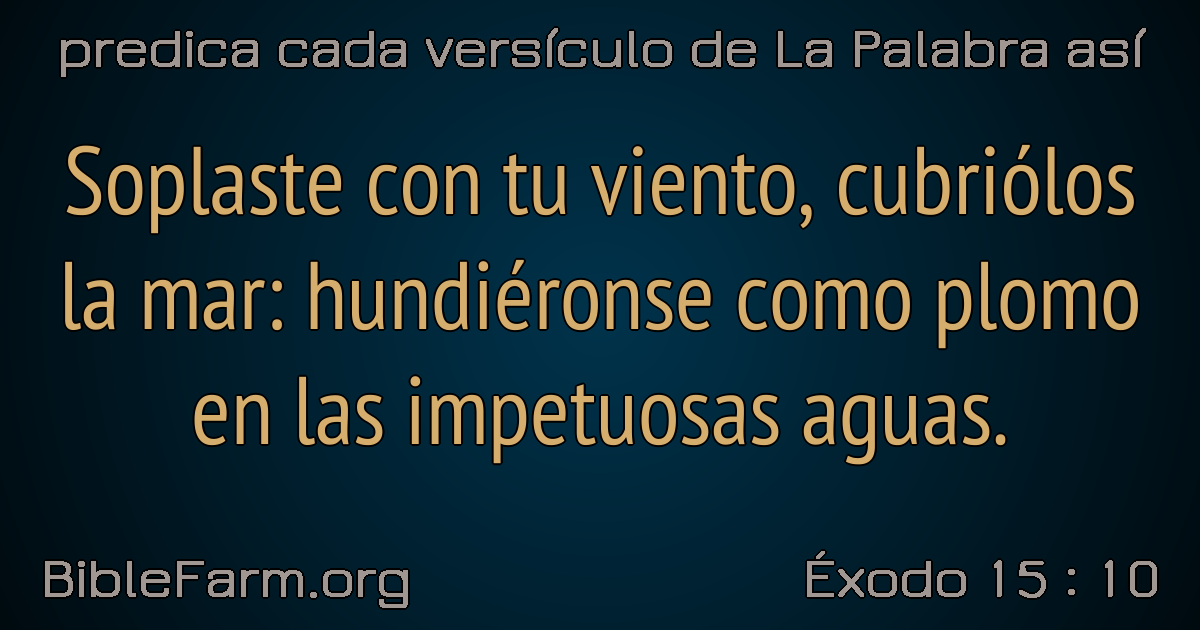 predica cada versículo de La Palabra así
Soplaste con tu viento, cubriólos
la mar: hundiéronse como plomo
en las impetuosas aguas.
BibleFarm.org
Éxodo 15 : 10